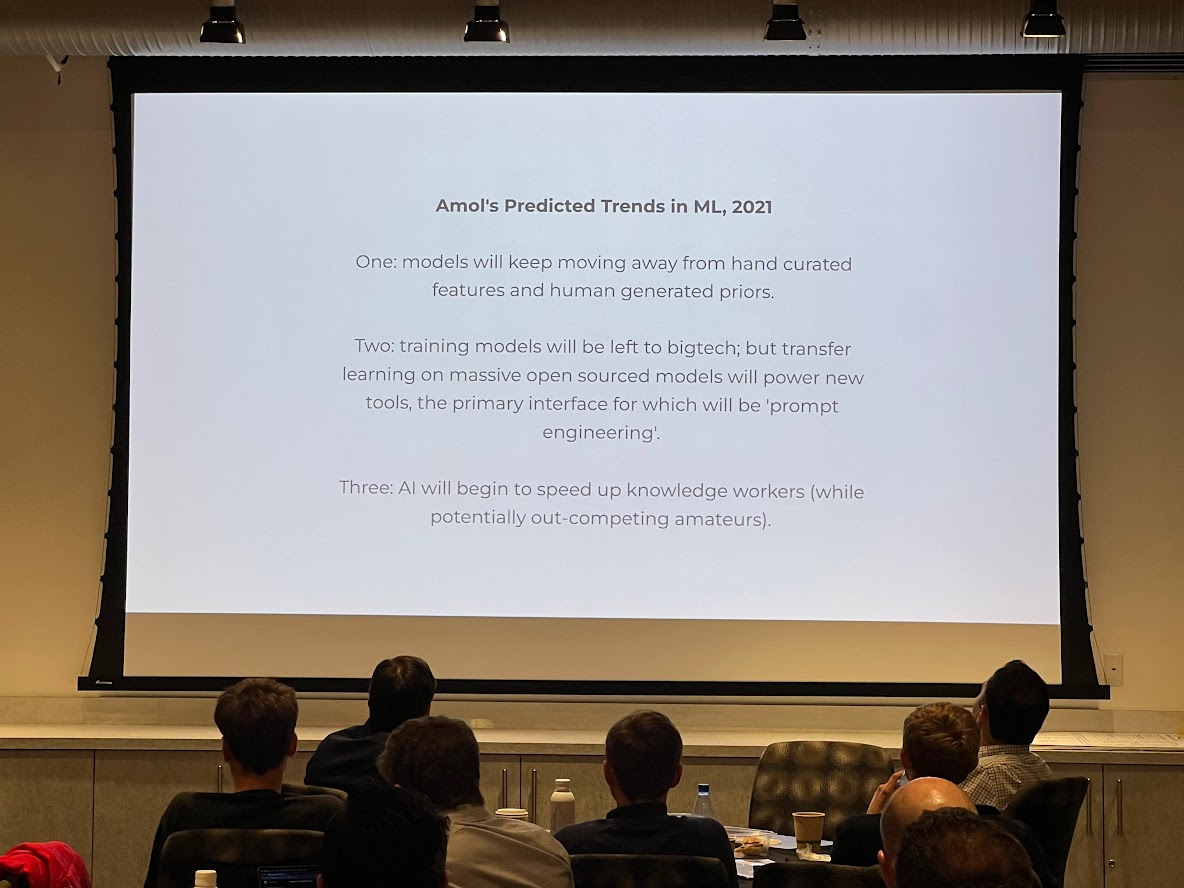 Amol's Predicted Trends in ML, 2021
One: models will keep moving away from hand curated
features and human generated priors.
Two: training models will be left to bigtech; but transfer
learning on massive open sourced models will power new
tools, the primary interface for which will be 'prompt
engineering'.
Three: AI will begin to speed up knowledge workers (while
potentially out-competing amateurs).